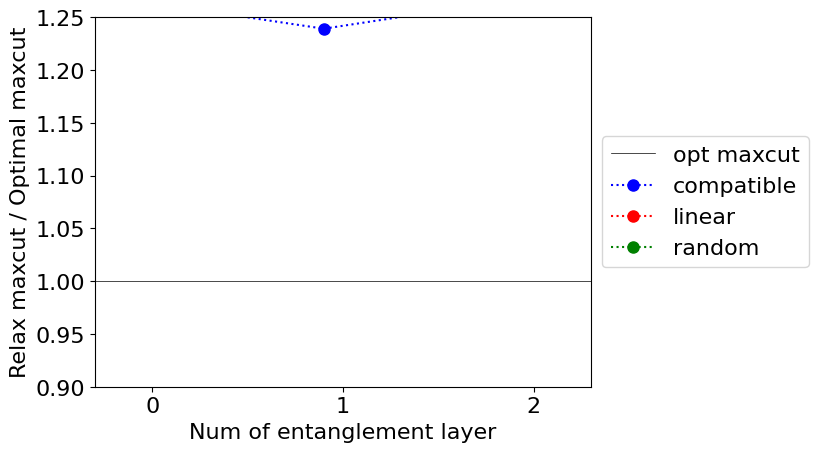 Relax maxcut / Optimal maxcut
1.25
1.20
1.15
1.10
1.05
1.00
0.95
0.90
0 1 2
Num of entanglement layer
opt maxcut
compatible
linear
random